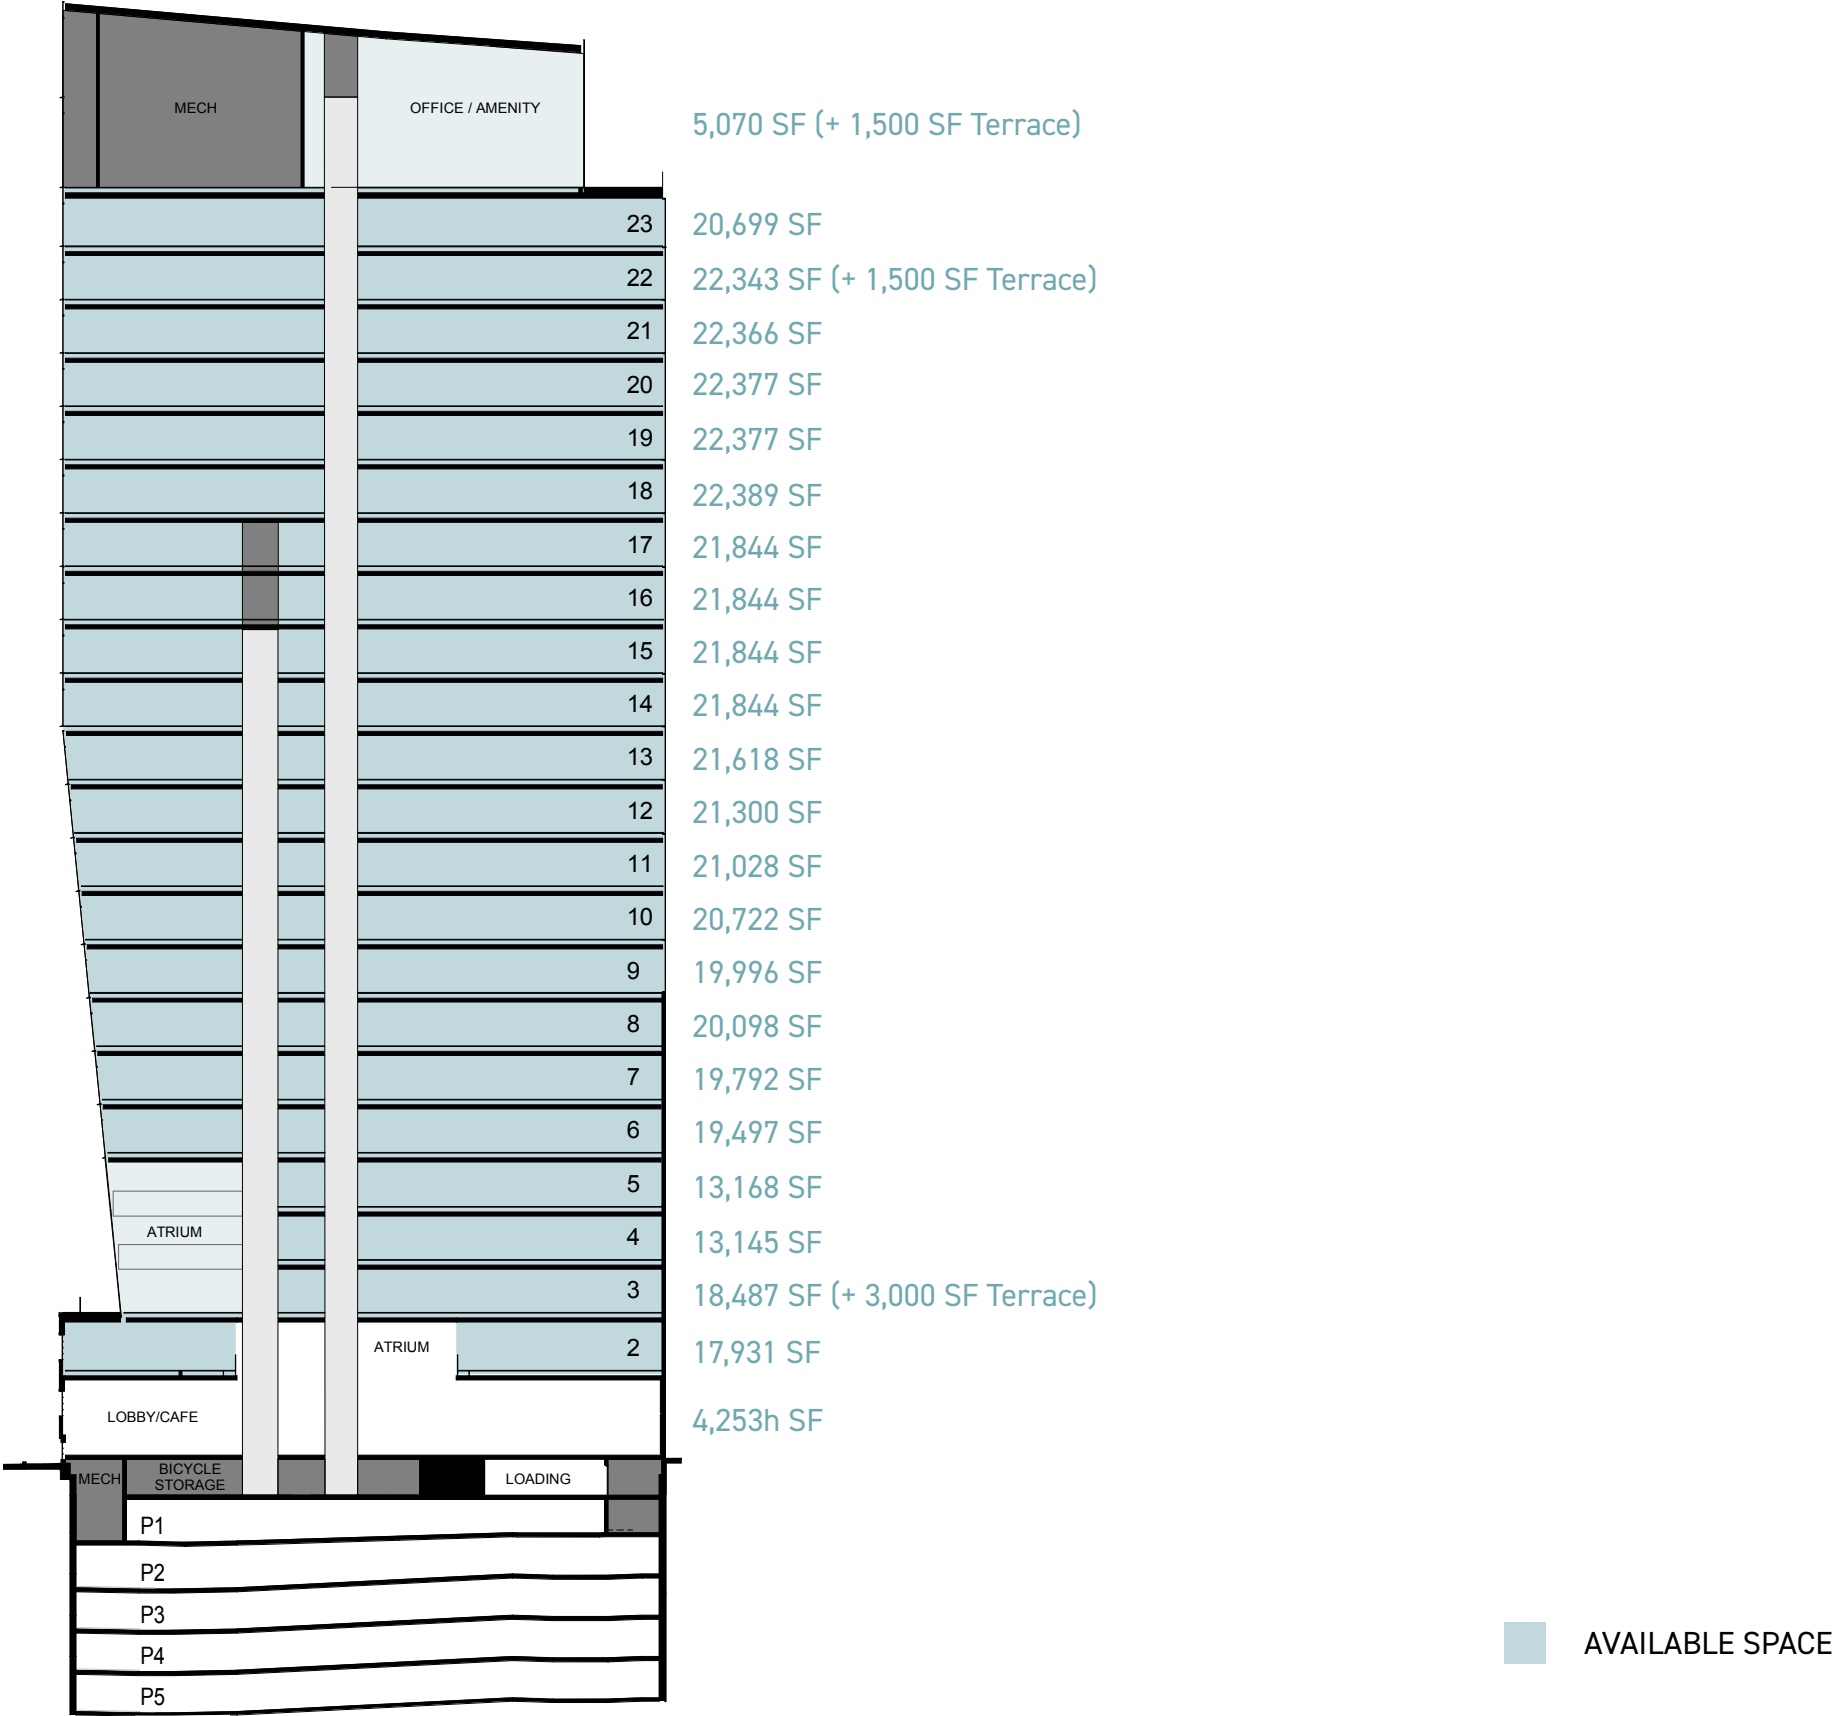 MECH
OFFICE / AMENITY
5,070 SF (+ 1,500 SF Terrace)
23 20,699 SF
22 22,343 SF (+ 1,500 SF Terrace)
21 22,366 SF
20 22,377 SF
19 22,377 SF
18 22,389 SF
17 21,844 SF
16 21,844 SF
15 21,844 SF
14 21,844 SF
13 21,618 SF
12 21,300 SF
11 21,028 SF
10 20,722 SF
9 19,996 SF
8 20,098 SF
7 19,792 SF
6 19,497 SF
5 13,168 SF
ATRIUM
4 13,145 SF
3 18,487 SF (+ 3,000 SF Terrace)
ATRIUM
2 17,931 SF
LOBBY/CAFE
4,253h SF
MECH
BICYCLE
STORAGE
LOADING
P1
P2
P3
P4
P5
AVAILABLE SPACE